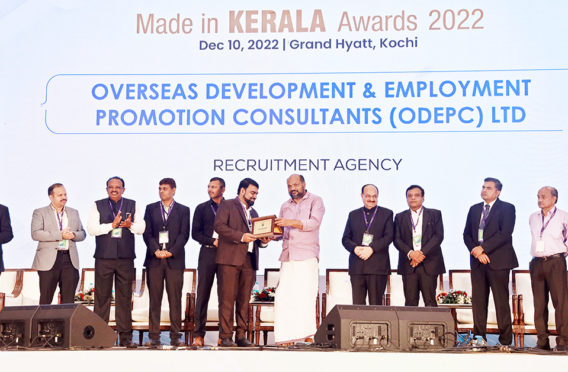 Made in KERALA Awards 2022
Dec 10, 2022 | Grand Hyatt, Kochi
OVERSEAS DEVELOPMENT & EMPLOYMENT
PROMOTION CONSULTANTS (ODEPC) LTD
RECRUITMENT AGENCY